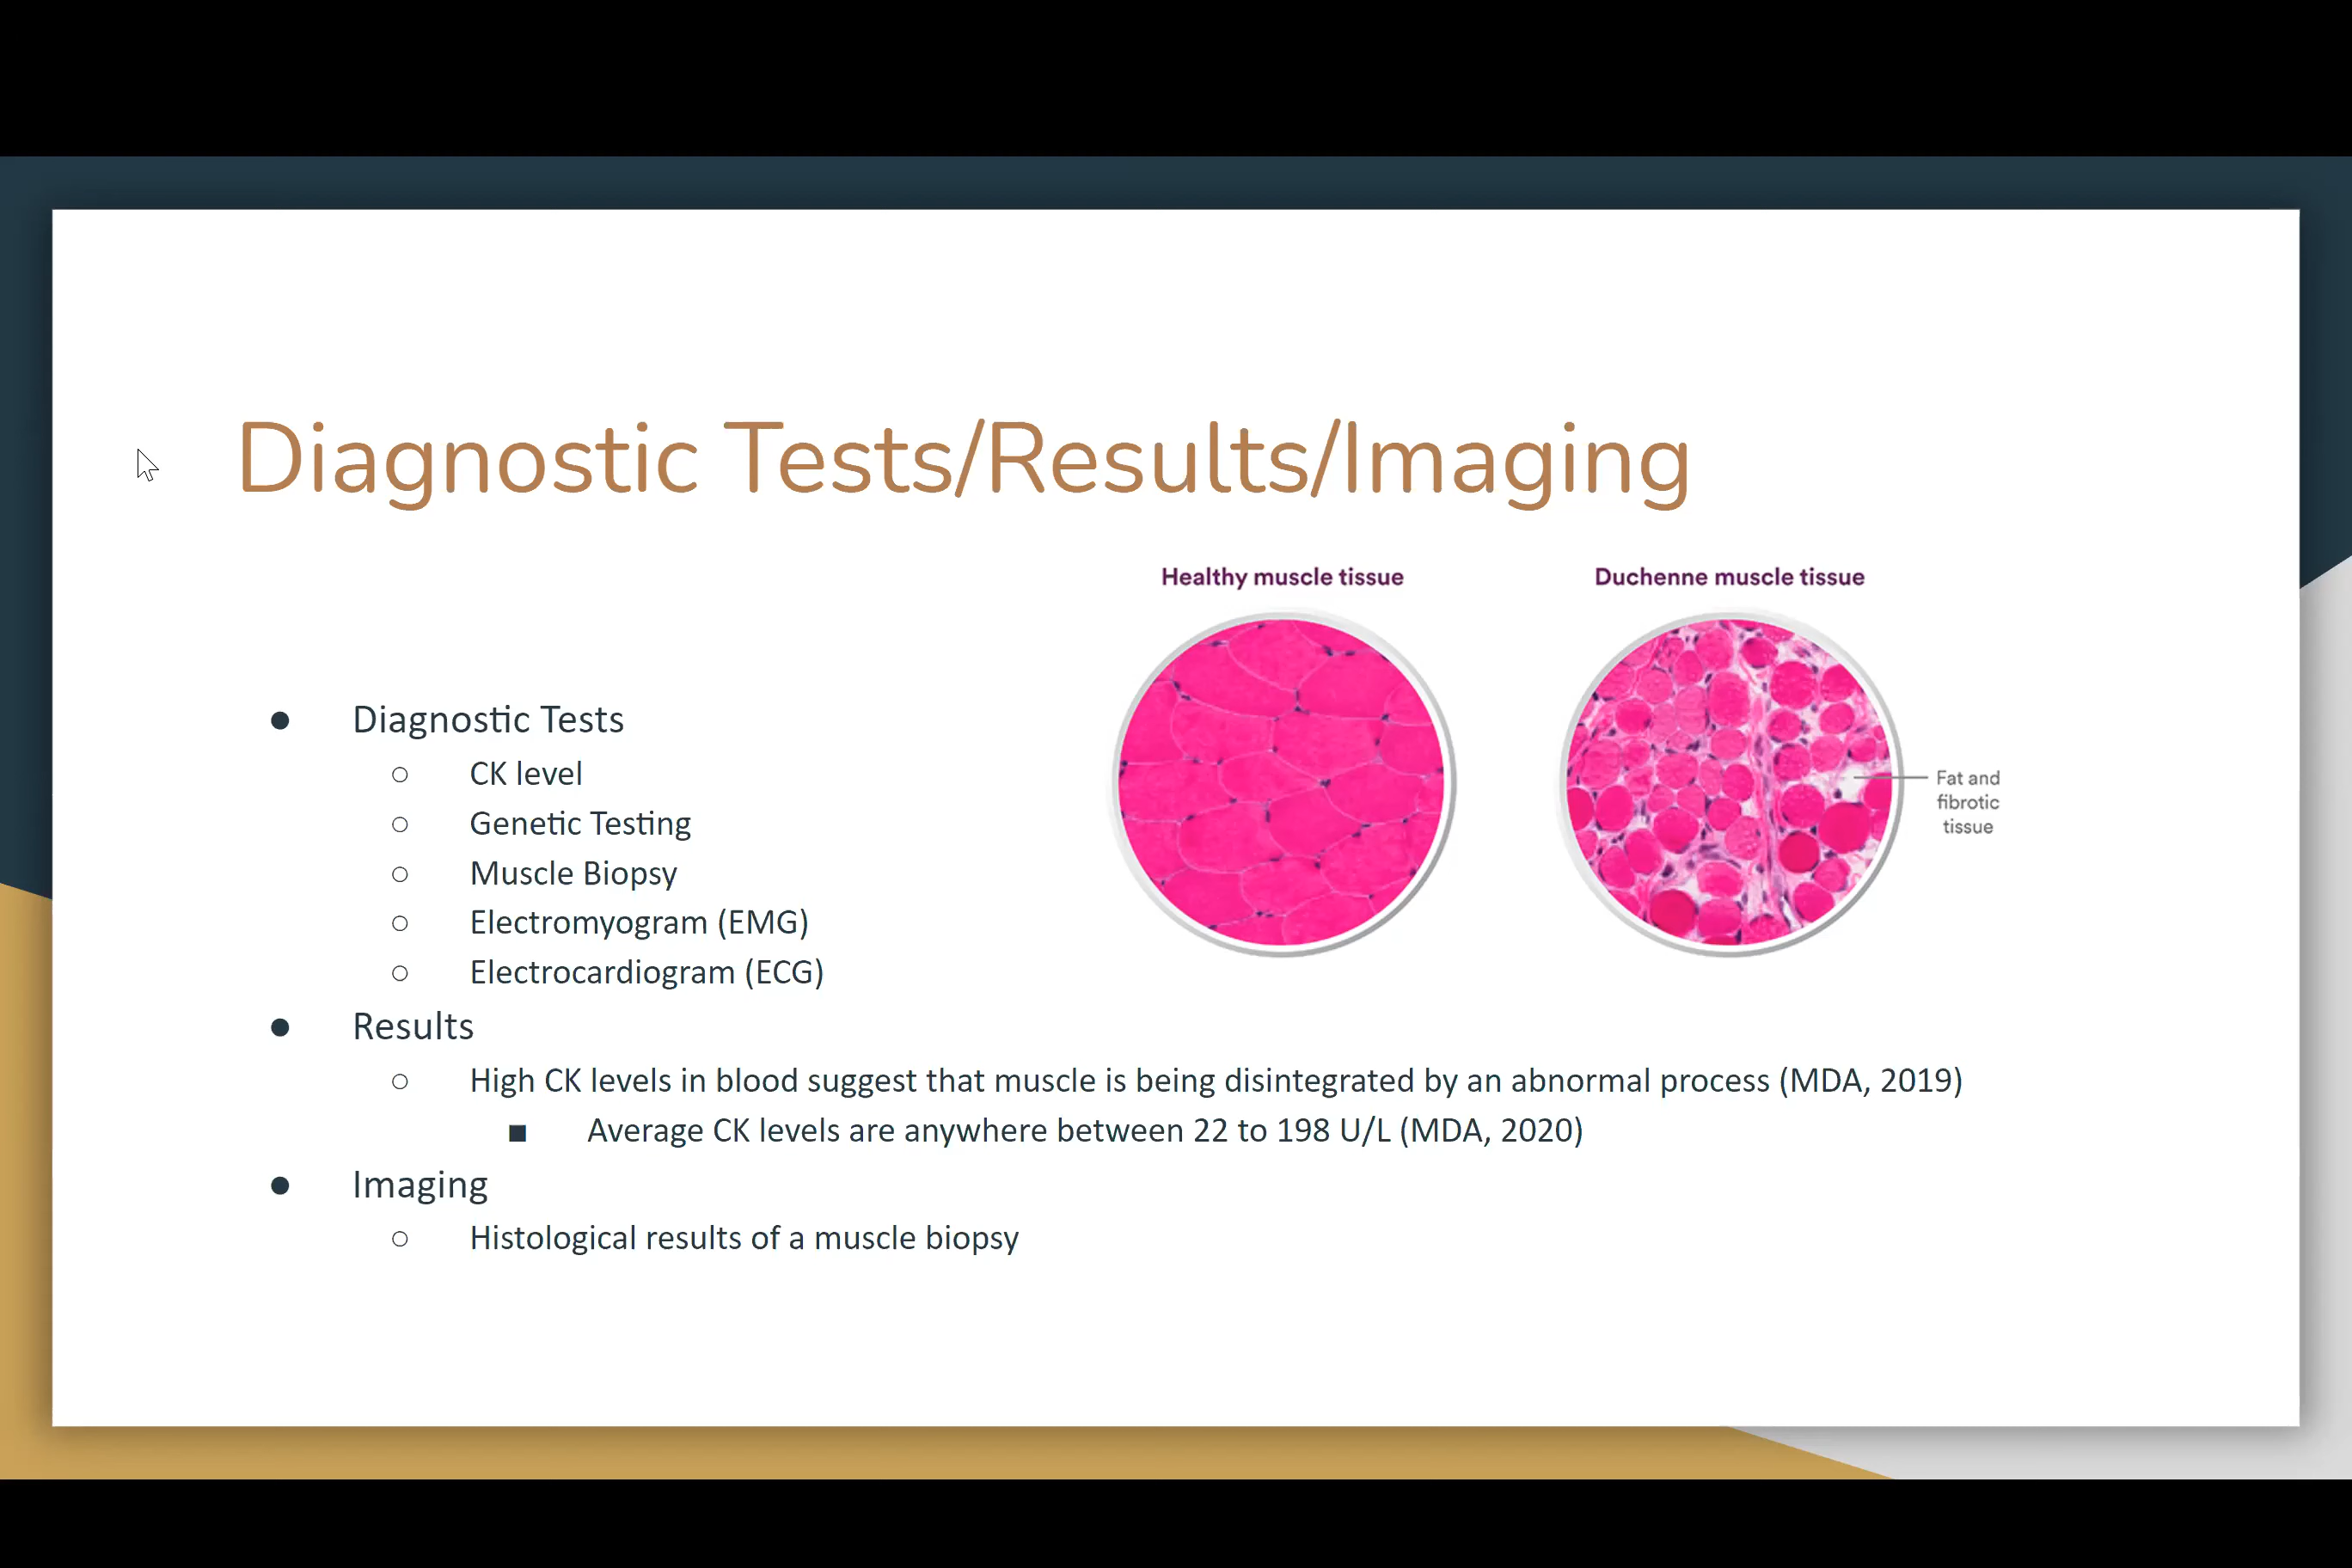 Diagnostic Tests/Results/Imaging
Healthy muscle tissue
Duchenne muscle tissue
Fat and
fibrotic
tissue
● Diagnostic Tests
○ CK level
○ Genetic Testing
○ Muscle Biopsy
○ Electromyogram (EMG)
○ Electrocardiogram (ECG)
● Results
○ High CK levels in blood suggest that muscle is being disintegrated by an abnormal process (MDA, 2019)
■ Average CK levels are anywhere between 22 to 198 U/L (MDA, 2020)
● Imaging
○ Histological results of a muscle biopsy